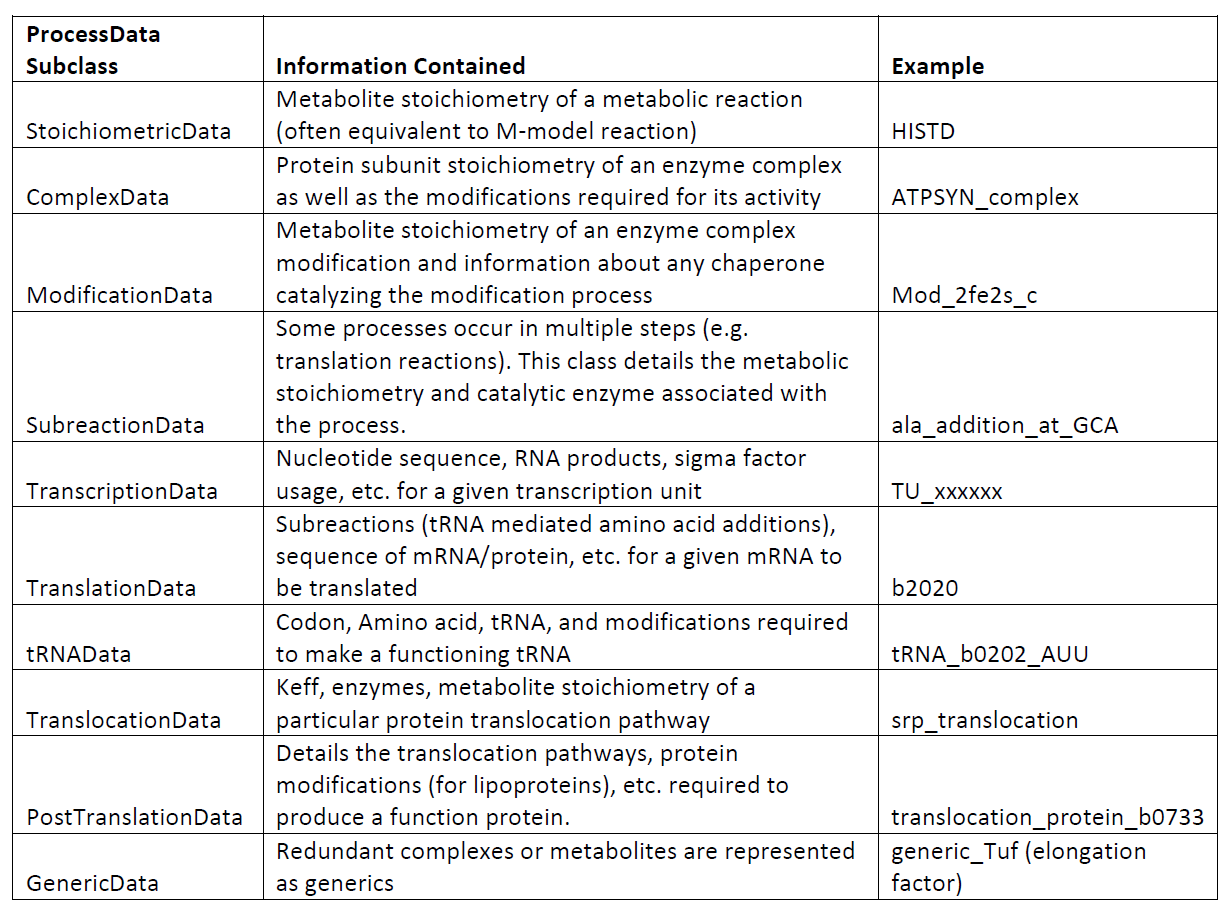 ProcessData
Subclass
Information Contained
Example
StoichiometricData
Metabolite stoichiometry of a metabolic reaction
(often equivalent to M-model reaction)
HISTD
ComplexData
Protein subunit stoichiometry of an enzyme complex
as well as the modifications required for its activity
ATPSYN_complex
ModificationData
Metabolite stoichiometry of an enzyme complex
modification and information about any chaperone
catalyzing the modification process
Mod_2fe2s_c
SubreactionData
Some processes occur in multiple steps (e.g.
translation reactions). This class details the metabolic
stoichiometry and catalytic enzyme associated with
the process.
ala_addition_at_GCA
TranscriptionData
Nucleotide sequence, RNA products, sigma factor
usage, etc. for a given transcription unit
TU_xxxxxx
TranslationData
Subreactions (tRNA mediated amino acid additions),
sequence of mRNA/protein, etc. for a given mRNA to
be translated
b2020
tRNAData
Codon, Amino acid, tRNA, and modifications required
to make a functioning tRNA
tRNA_b0202_AUU
TranslocationData
Keff, enzymes, metabolite stoichiometry of a
particular protein translocation pathway
srp_translocation
PostTranslationData
Details the translocation pathways, protein
modifications (for lipoproteins), etc. required to
produce a function protein.
translocation_protein_b0733
GenericData
Redundant complexes or metabolites are represented
as generics
generic_Tuf (elongation
factor)